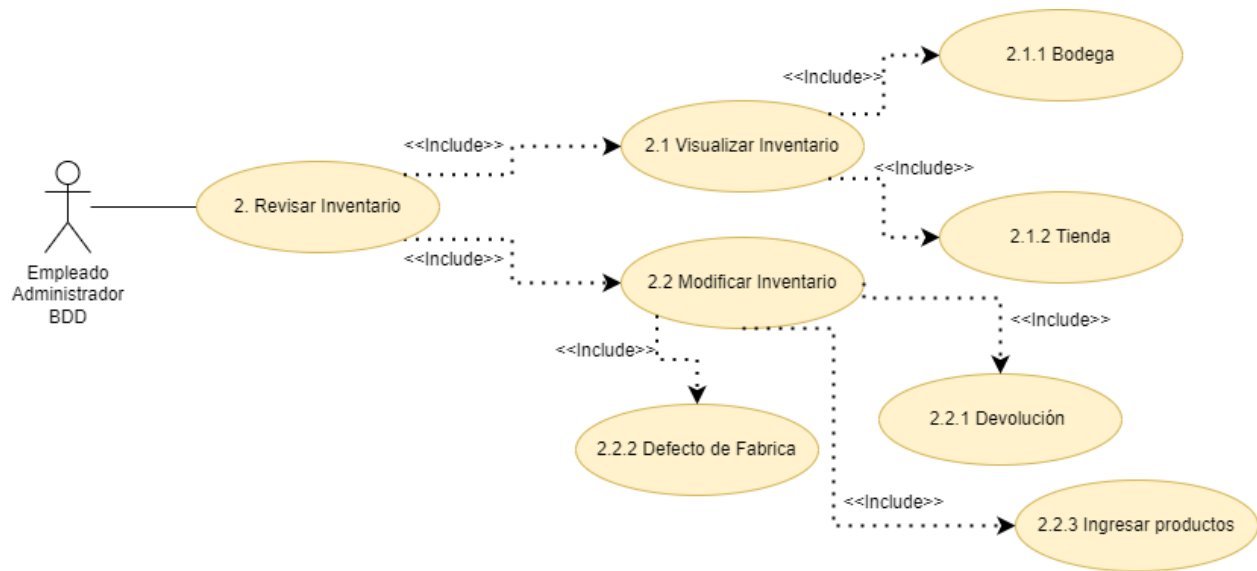 2.1.1 Bodega
<<Include>>
<<Include>>
2.1 Visualizar Inventario
<<Include>>
2. Revisar Inventario
2.1.2 Tienda
<<Include>>
Empleado
Administrador
BDD
2.2 Modificar Inventario
<<Include>>
<<Include>>
2.2.1 Devolución
2.2.2 Defecto de Fabrica
<<Include>>
2.2.3 Ingresar productos